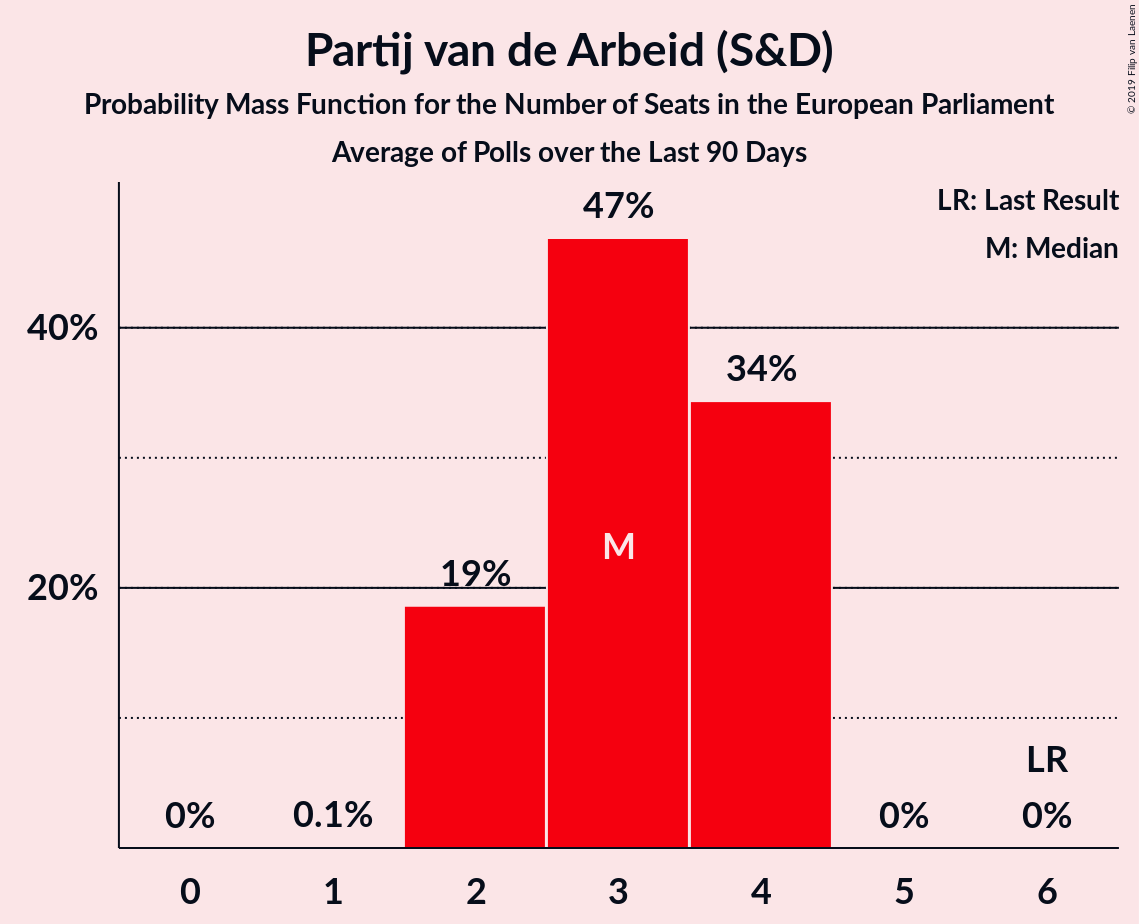 Partij van de Arbeid (S&D)
Probability Mass Function for the Number of Seats in the European Parliament
Average of Polls over the Last 90 Days
© 2019 Filip van Laenen
LR: Last Result
M: Median
47%
40%
34%
M
19%
20%
LR
0% 0.1% 0% 0%
0 1 2 3 4 5 6